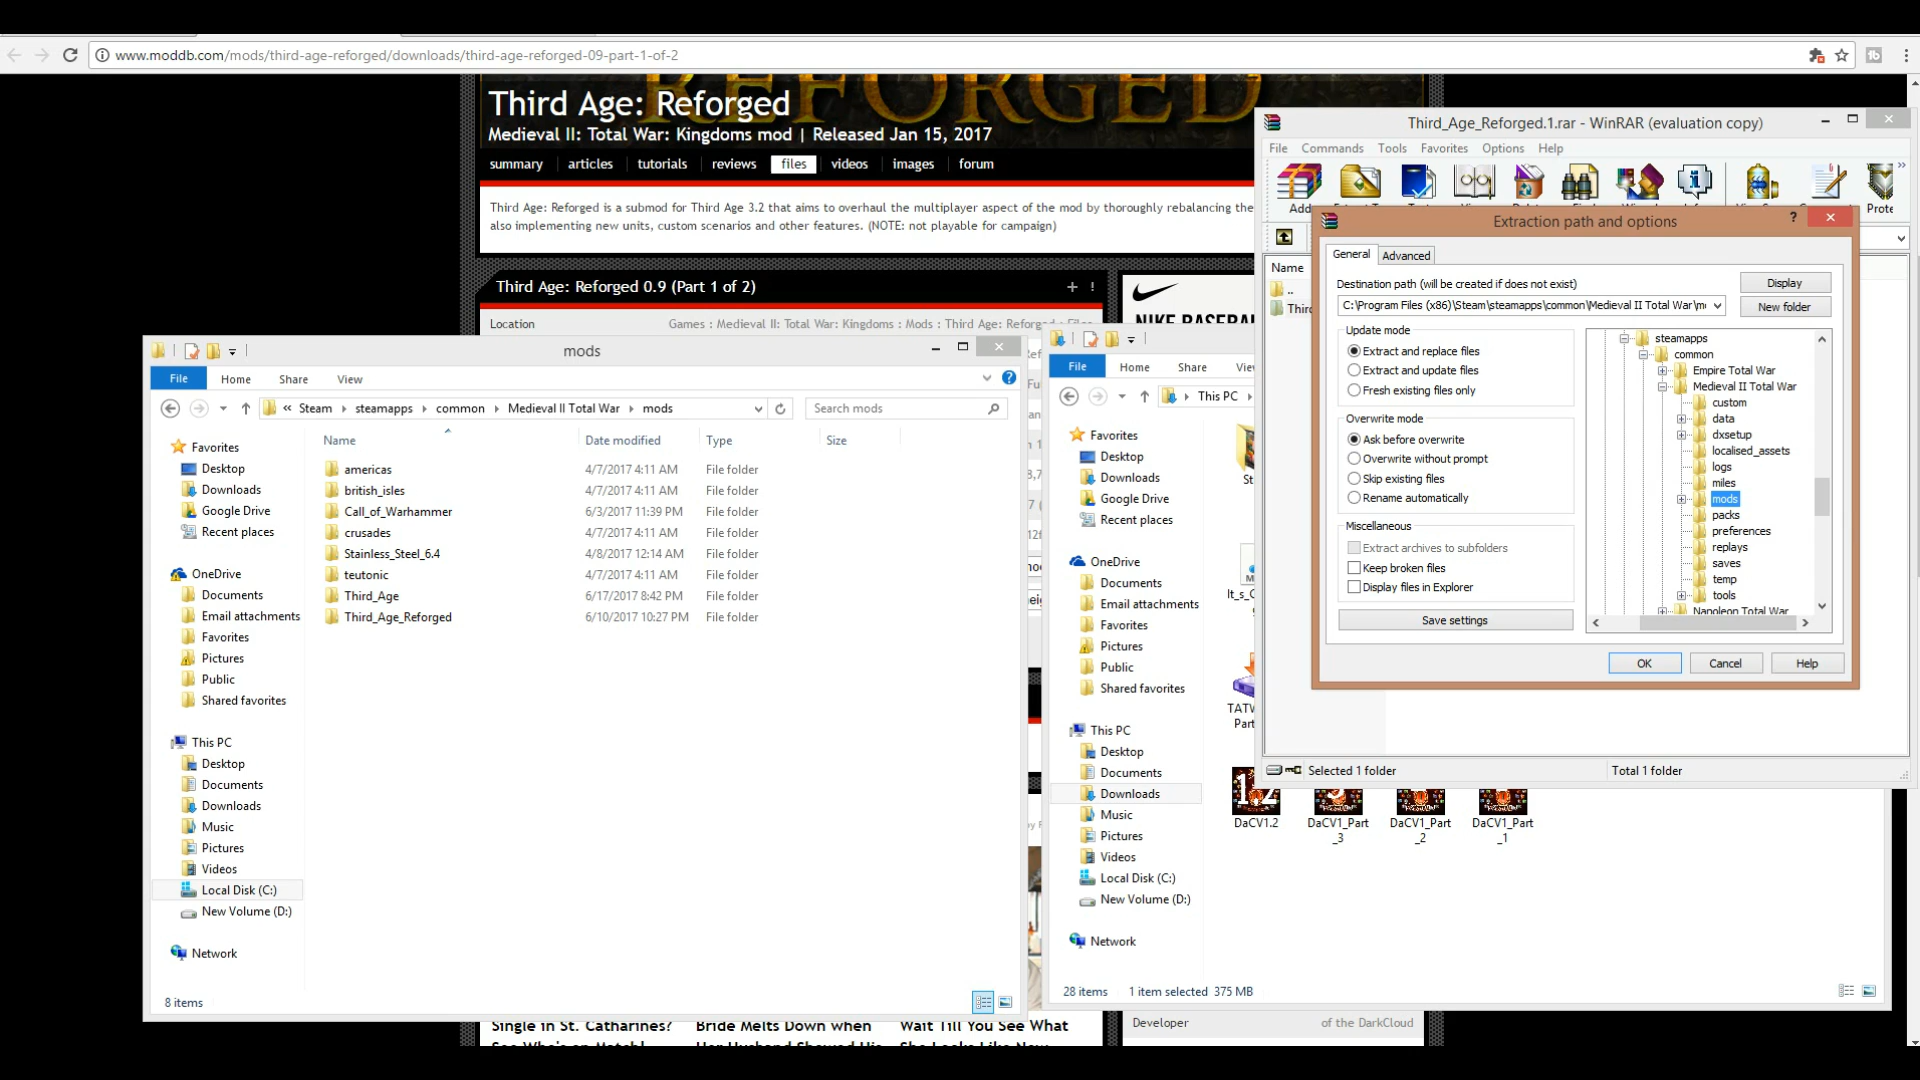 www.moddb.com/mods/third-age-reforged/downloads/third-age-reforged-09-part-1-of-2
REFORGED
Third Age: Reforged
Medieval II: Total War: Kingdoms mod | Released Jan 15, 2017
summary articles tutorials reviews files videos images forum
Third Age: Reforged is a submod for Third Age 3.2 that aims to overhaul the multiplayer aspect of the mod by thoroughly rebalancing the
also implementing new units, custom scenarios and other features. (NOTE: not playable for campaign)
Third Age: Reforged 0.9 (Part 1 of 2)
Location Games : Medieval II: Total War: Kingdoms : Mods : Third Age: Reforged : Files
NIKE BASEBAL
mods
File Home Share View
« Steam steamapps common Medieval II Total War mods
Search mods
Name Date modified Type Size
americas 4/7/2017 4:11 AM File folder
british_isles 4/7/2017 4:11 AM File folder
Call_of_Warhammer 6/3/2017 11:39 PM File folder
crusades 4/7/2017 4:11 AM File folder
Stainless_Steel_6.4 4/8/2017 12:14 AM File folder
teutonic 4/7/2017 4:11 AM File folder
Third_Age 6/17/2017 8:42 PM File folder
Third_Age_Reforged 6/10/2017 10:27 PM File folder
Favorites
Desktop
Downloads
Google Drive
Recent places
OneDrive
Documents
Email attachments
Favorites
Pictures
Public
Shared favorites
This PC
Desktop
Documents
Downloads
Music
Pictures
Videos
Local Disk (C:)
New Volume (D:)
Network
8 items
Single in St. Catharines? Bride Melts Down when Wait Till You See What
File Home Share Vie
This PC
Favorites
Desktop
Downloads
Google Drive
Recent places
OneDrive
Documents
Email attachments
Favorites
Pictures
Public
Shared favorites
This PC
Desktop
Documents
Downloads
Music
Pictures
Videos
Local Disk (C:)
New Volume (D:)
Network
St
It_s_C
TATW
Part
DaCV1.2
DaCV1_Part
_3
DaCV1_Part
_2
DaCV1_Part
_1
28 items 1 item selected 375 MB
Developer of the DarkCloud
Third_Age_Reforged.1.rar - WinRAR (evaluation copy)
File Commands Tools Favorites Options Help
Add
Prote
Name
..
Third
Selected 1 folder Total 1 folder
Extraction path and options
General Advanced
Destination path (will be created if does not exist)
Display
C:\Program Files (x86)\Steam\steamapps\common\Medieval II Total War\m
New folder
Update mode
Extract and replace files
Extract and update files
Fresh existing files only
Overwrite mode
Ask before overwrite
Overwrite without prompt
Skip existing files
Rename automatically
Miscellaneous
Extract archives to subfolders
Keep broken files
Display files in Explorer
Save settings
steamapps
common
Empire Total War
Medieval II Total War
custom
data
dxsetup
localised_assets
logs
miles
mods
packs
preferences
replays
saves
temp
tools
Napoleon Total War
OK Cancel Help